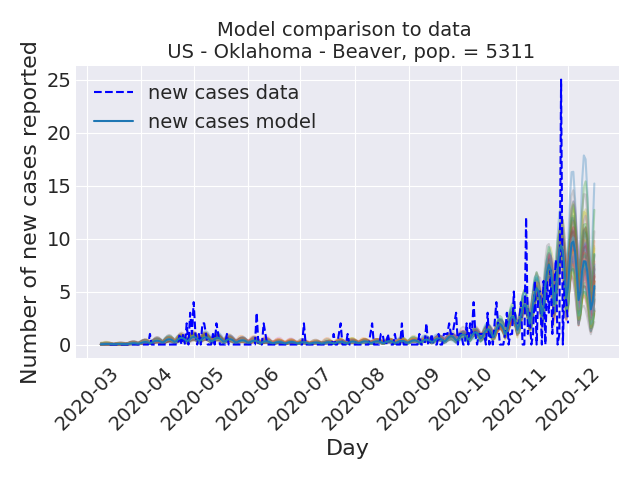 Model comparison to data
US - Oklahoma - Beaver, pop. = 5311
Number of new cases reported
25
20
15
10
5
0
new cases data
new cases model
2020-03
2020-04
2020-05
2020-06
2020-07
2020-08
2020-09
2020-10
2020-11
2020-12
Day